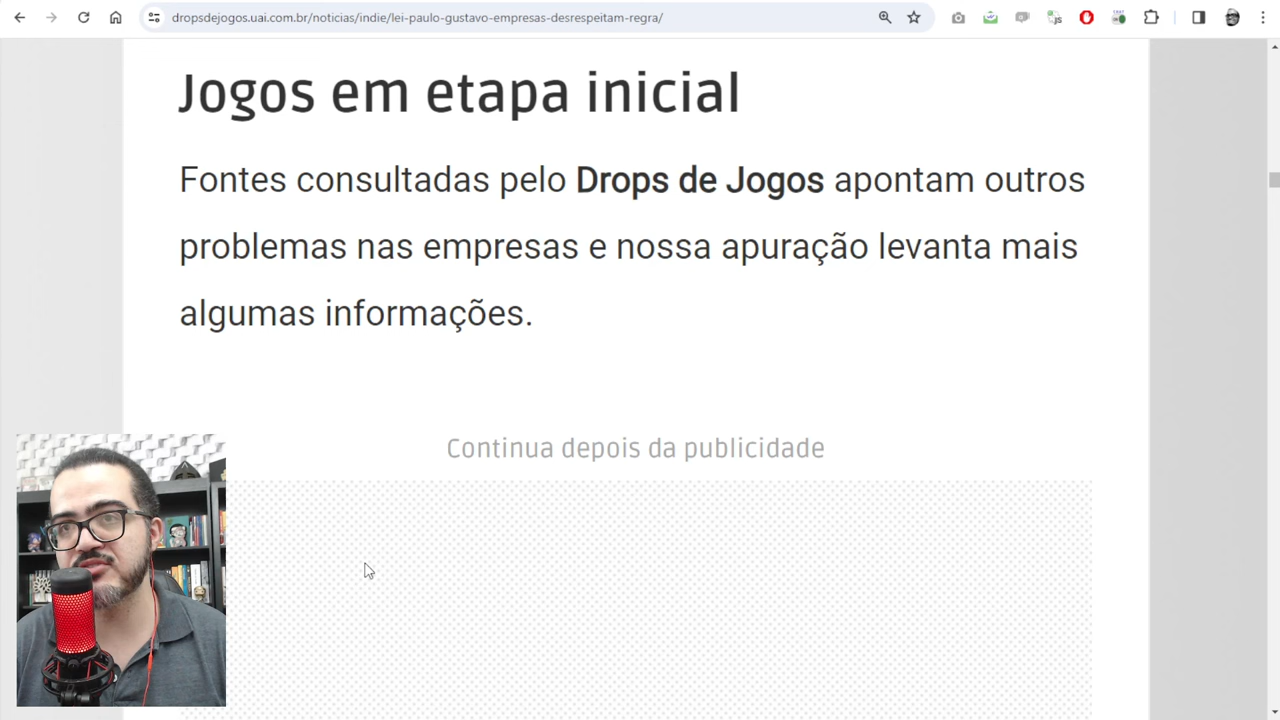 dropsdejogos.uai.com.br/noticias/indie/lei-paulo-gustavo-empresas-desrespeitam-regra/
Jogos em etapa inicial
Fontes consultadas pelo Drops de Jogos apontam outros
problemas nas empresas e nossa apuração levanta mais
algumas informações.
Continua depois da publicidade